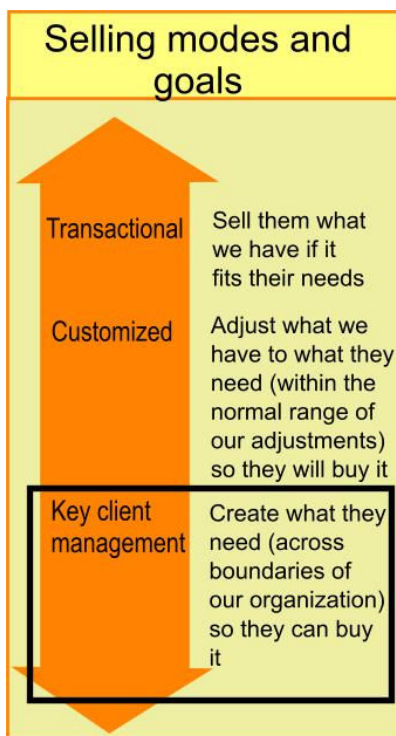 Selling modes and
goals
Transactional
Sell them what
we have if it
fits their needs
Customized
Adjust what we
have to what they
need (within the
normal range of
our adjustments)
so they will buy it
Key client
management
Create what they
need (across
boundaries of
our organization)
so they can buy
it